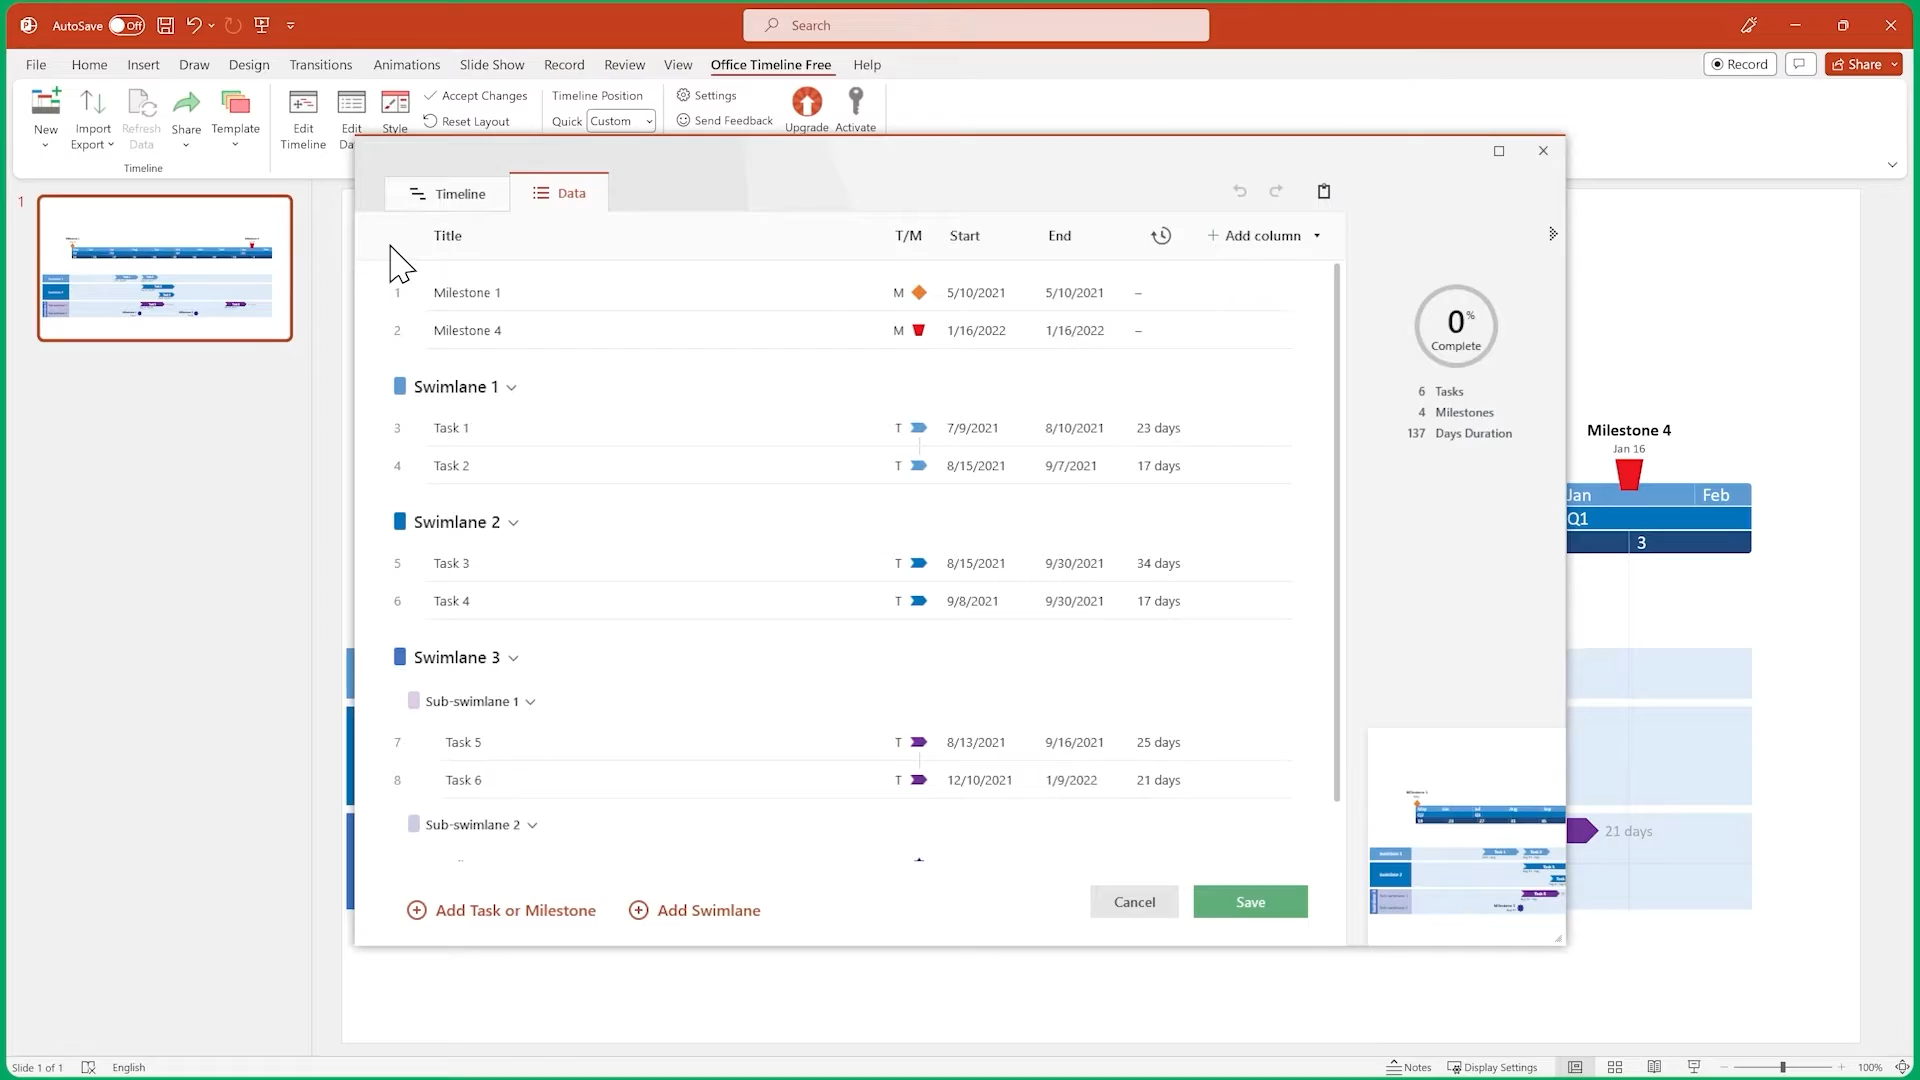 AutoSave Off
Search
File Home Insert Draw Design Transitions Animations Slide Show Record Review View Office Timeline Free Help
Record
Share
New
Import
Export
Refresh
Data
Share
Template
Timeline
Edit
Timeline
Edit
Style
Accept Changes
Reset Layout
Timeline Position
Quick Custom
Settings
Send Feedback
Upgrade
Activate
1
Timeline
Data
Title T/M Start End + Add column
1 Milestone 1 M 5/10/2021 5/10/2021 –
2 Milestone 4 M 1/16/2022 1/16/2022 –
Swimlane 1
3 Task 1 T 7/9/2021 8/10/2021 23 days
4 Task 2 T 8/15/2021 9/7/2021 17 days
Swimlane 2
5 Task 3 T 8/15/2021 9/30/2021 34 days
6 Task 4 T 9/8/2021 9/30/2021 17 days
Swimlane 3
Sub-swimlane 1
7 Task 5 T 8/13/2021 9/16/2021 25 days
8 Task 6 T 12/10/2021 1/9/2022 21 days
Sub-swimlane 2
Add Task or Milestone
Add Swimlane
Cancel
Save
0%
Complete
6 Tasks
4 Milestones
137 Days Duration
Milestone 4
Jan 16
Jan Feb
Q1
3
21 days
Slide 1 of 1
English
Notes
Display Settings
100%